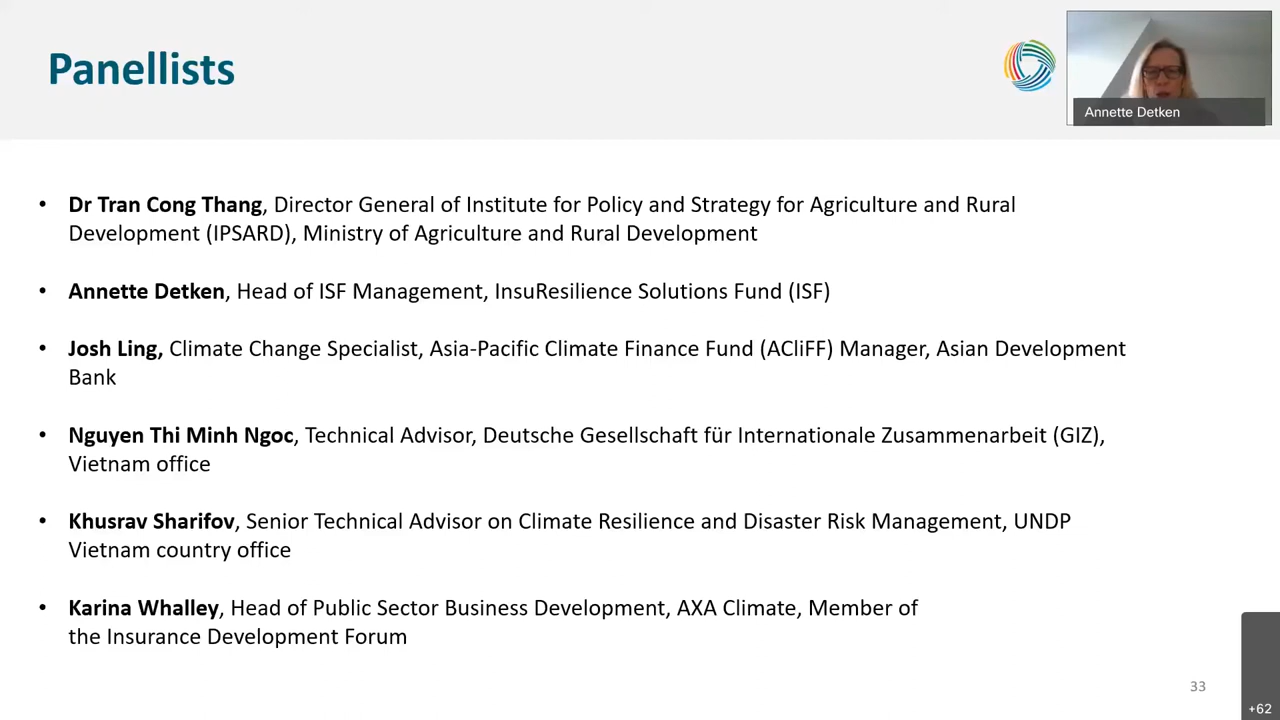 Panellists
Annette Detken
• Dr Tran Cong Thang, Director General of Institute for Policy and Strategy for Agriculture and Rural
Development (IPSARD), Ministry of Agriculture and Rural Development
• Annette Detken, Head of ISF Management, InsuResilience Solutions Fund (ISF)
• Josh Ling, Climate Change Specialist, Asia-Pacific Climate Finance Fund (ACliFF) Manager, Asian Development
Bank
• Nguyen Thi Minh Ngoc, Technical Advisor, Deutsche Gesellschaft für Internationale Zusammenarbeit (GIZ),
Vietnam office
• Khusrav Sharifov, Senior Technical Advisor on Climate Resilience and Disaster Risk Management, UNDP
Vietnam country office
• Karina Whalley, Head of Public Sector Business Development, AXA Climate, Member of
the Insurance Development Forum
33
+62